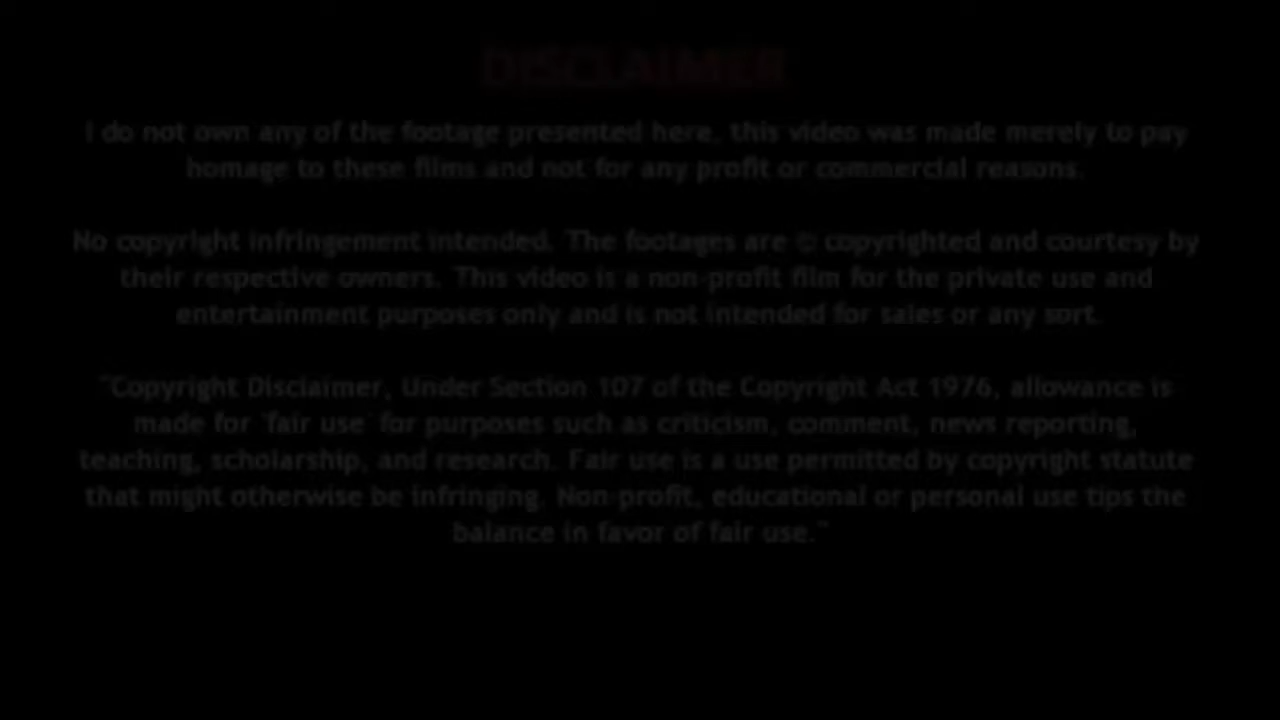 DISCLAIMER
I do not own any of the footage presented here, this video was made merely to pay
homage to these films and not for any profit or commercial reasons.
No copyright infringement intended. The footages are © copyrighted and courtesy by
their respective owners. This video is a non-profit film for the private use and
entertainment purposes only and is not intended for sales or any sort.
"Copyright Disclaimer, Under Section 107 of the Copyright Act 1976, allowance is
made for 'fair use' for purposes such as criticism, comment, news reporting,
teaching, scholarship, and research. Fair use is a use permitted by copyright statute
that might otherwise be infringing. Non-profit, educational or personal use tips the
balance in favor of fair use."